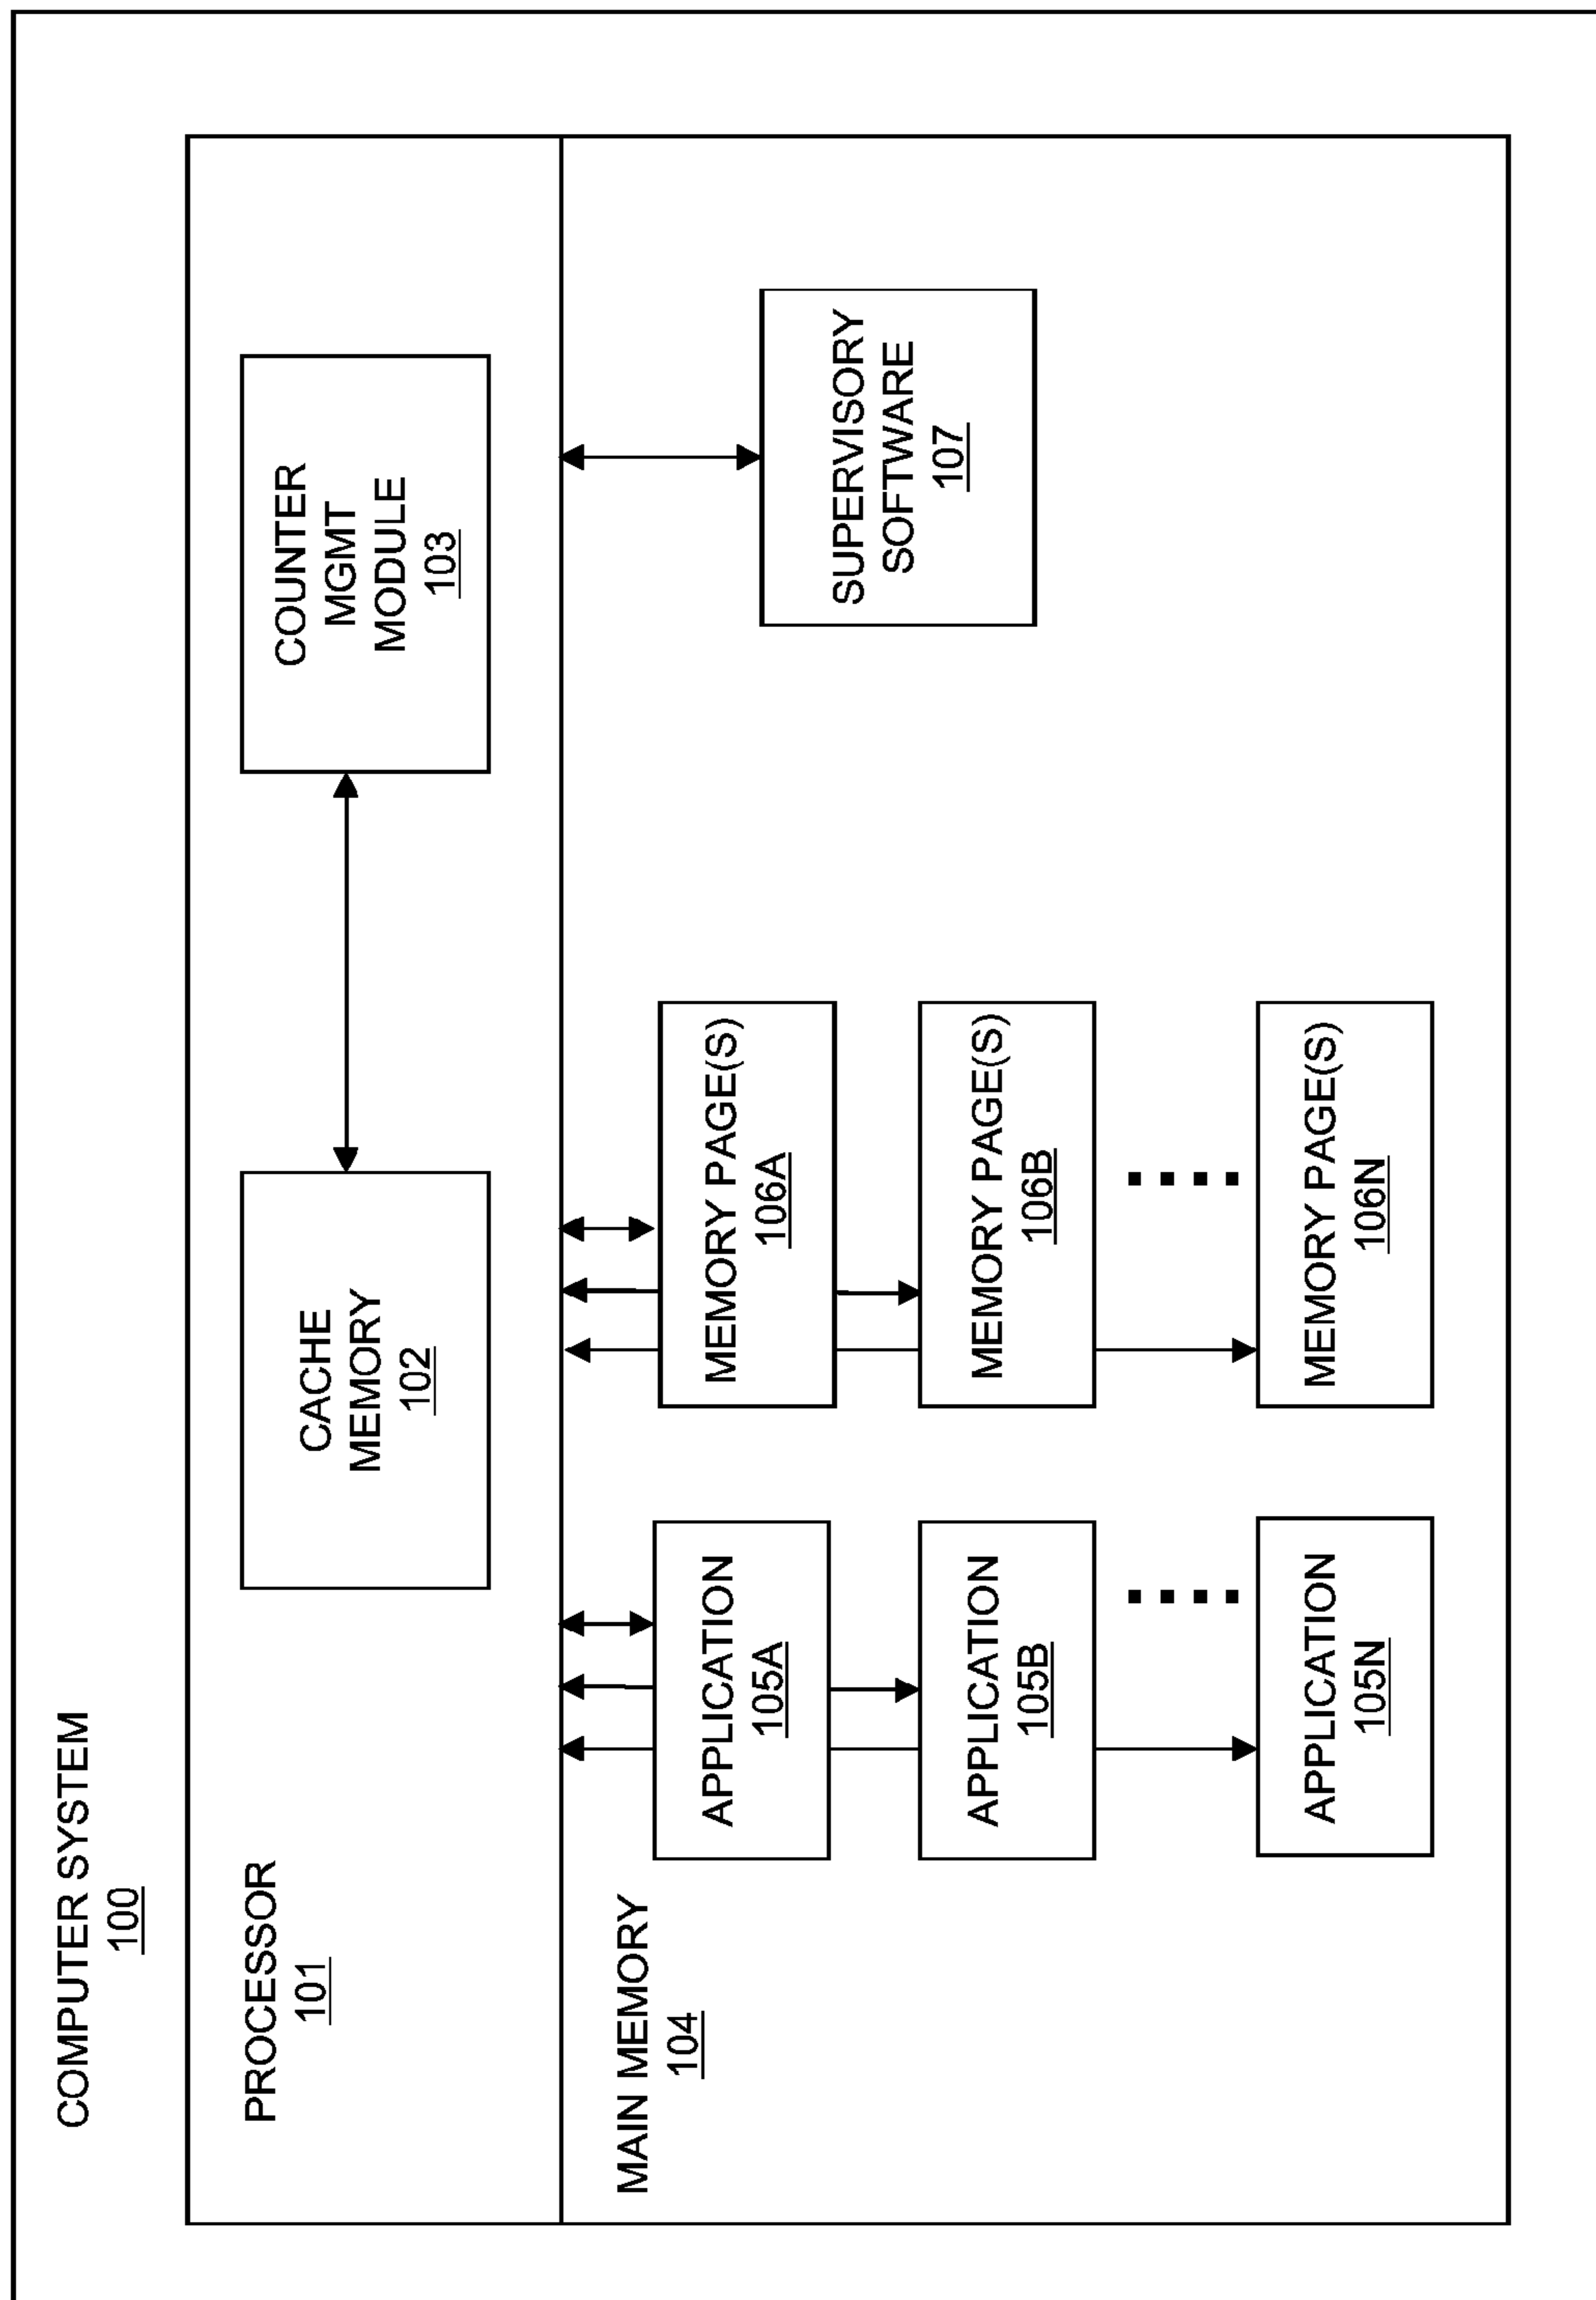 COMPUTER SYSTEM
100
PROCESSOR
101
CACHE
MEMORY
102
COUNTER
MGMT
MODULE
103
MAIN MEMORY
104
APPLICATION
105A
MEMORY PAGE(S)
106A
SUPERVISORY
SOFTWARE
107
APPLICATION
105B
MEMORY PAGE(S)
106B
APPLICATION
105N
MEMORY PAGE(S)
106N